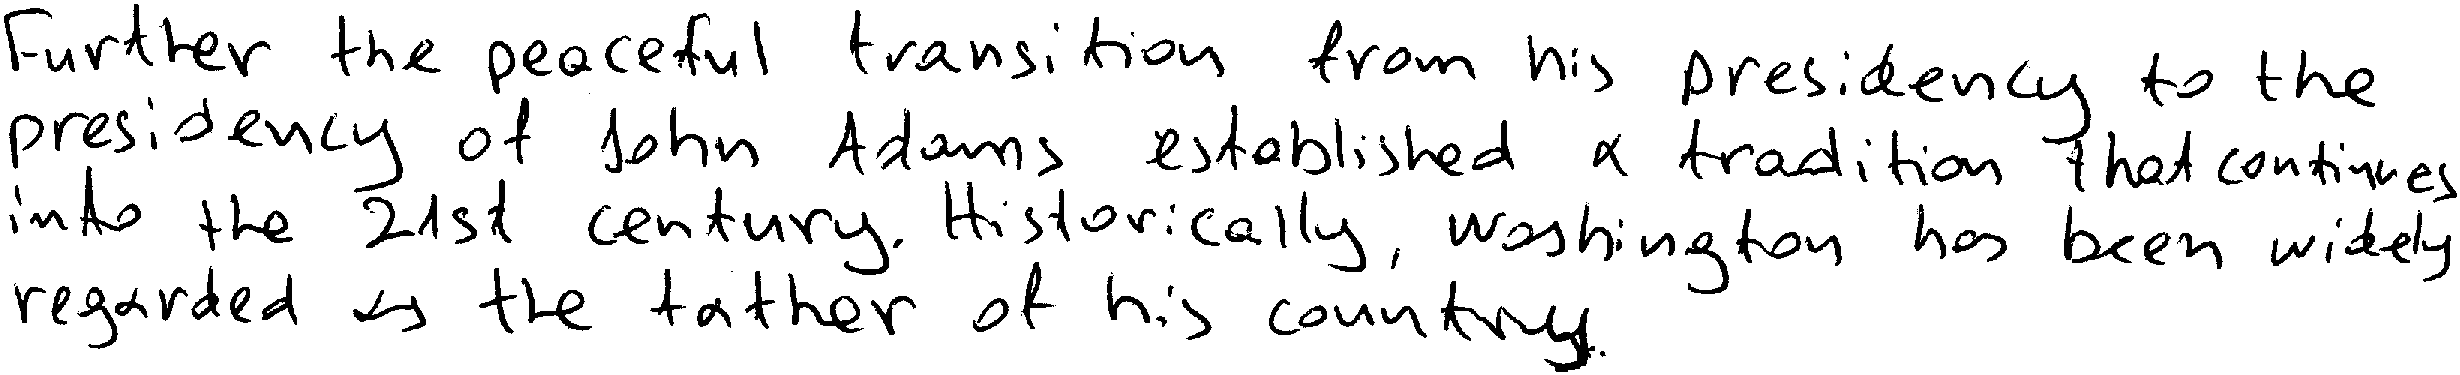 Further the peaceful transition from his presidency to the
presidency of John Adams established a tradition that continues
into the 21st century. Historically, Washington has been widely
regarded as the father of his country.